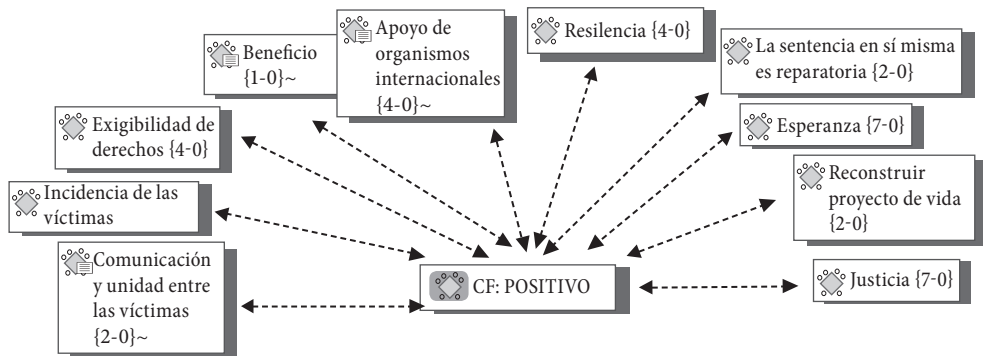 Beneficio
{1-0}~
Apoyo de
organismos
internacionales
{4-0}~
Resilencia {4-0}
La sentencia en sí misma
es reparatoria {2-0}
Exigibilidad de
derechos {4-0}
Esperanza {7-0}
Incidencia de las
víctimas
Reconstruir
proyecto de vida
{2-0}
Comunicación
y unidad entre
las víctimas
{2-0}~
CF: POSITIVO
Justicia {7-0}